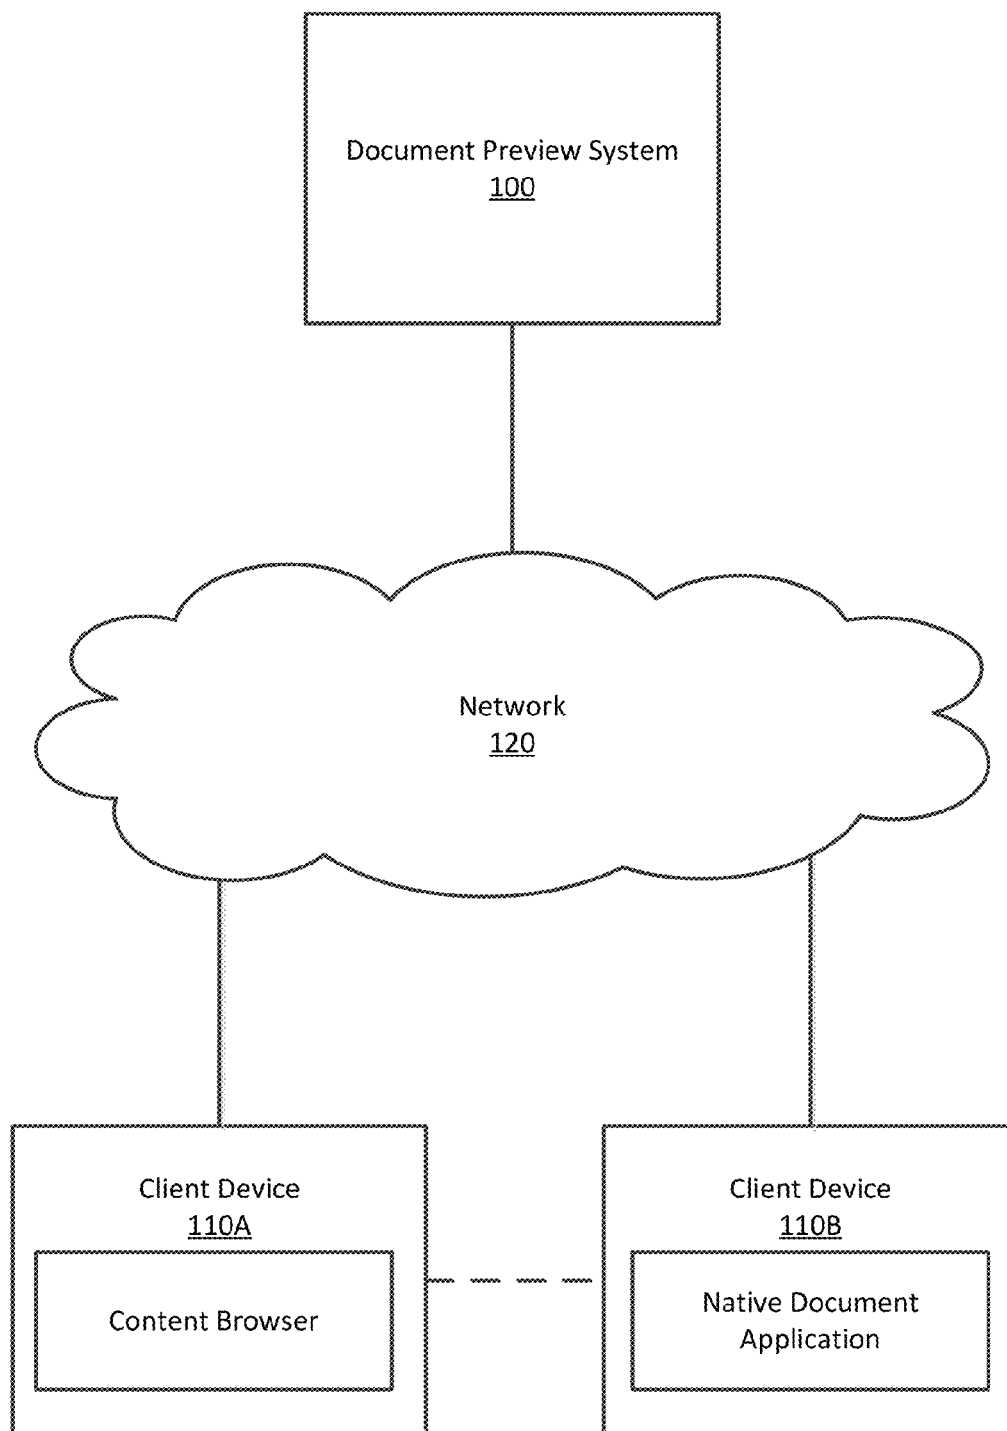 Document Preview System
100
Network
120
Client Device
110A
Content Browser
Client Device
110B
Native Document
Application